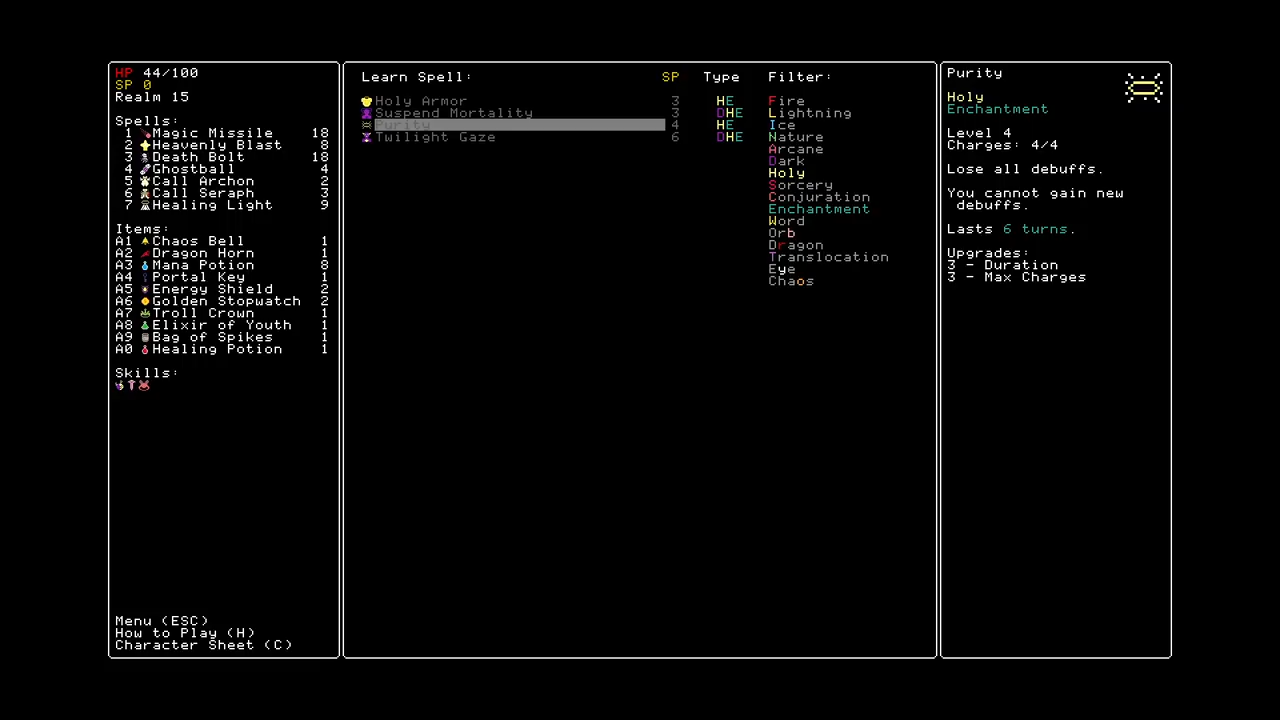 HP 44/100
SP 0
Realm 15
Spells:
1 Magic Missile 18
2 Heavenly Blast 8
3 Death Bolt 18
4 Ghostball 4
5 Call Archon 2
6 Call Seraph 3
7 Healing Light 9
Items:
A1 Chaos Bell 1
A2 Dragon Horn 1
A3 Mana Potion 8
A4 Portal Key 1
A5 Energy Shield 2
A6 Golden Stopwatch 2
A7 Troll Crown 1
A8 Elixir of Youth 1
A9 Bag of Spikes 1
A0 Healing Potion 1
Skills:
Menu (ESC)
How to Play (H)
Character Sheet (C)
Learn Spell: SP Type
Holy Armor 3 HE
Suspend Mortality 3 DHE
Purity 4 HE
Twilight Gaze 6 DHE
Filter:
Fire
Lightning
Ice
Nature
Arcane
Dark
Holy
Sorcery
Conjuration
Enchantment
Word
Orb
Dragon
Translocation
Eye
Chaos
Purity
Holy
Enchantment
Level 4
Charges: 4/4
Lose all debuffs.
You cannot gain new
debuffs.
Lasts 6 turns.
Upgrades:
3 - Duration
3 - Max Charges